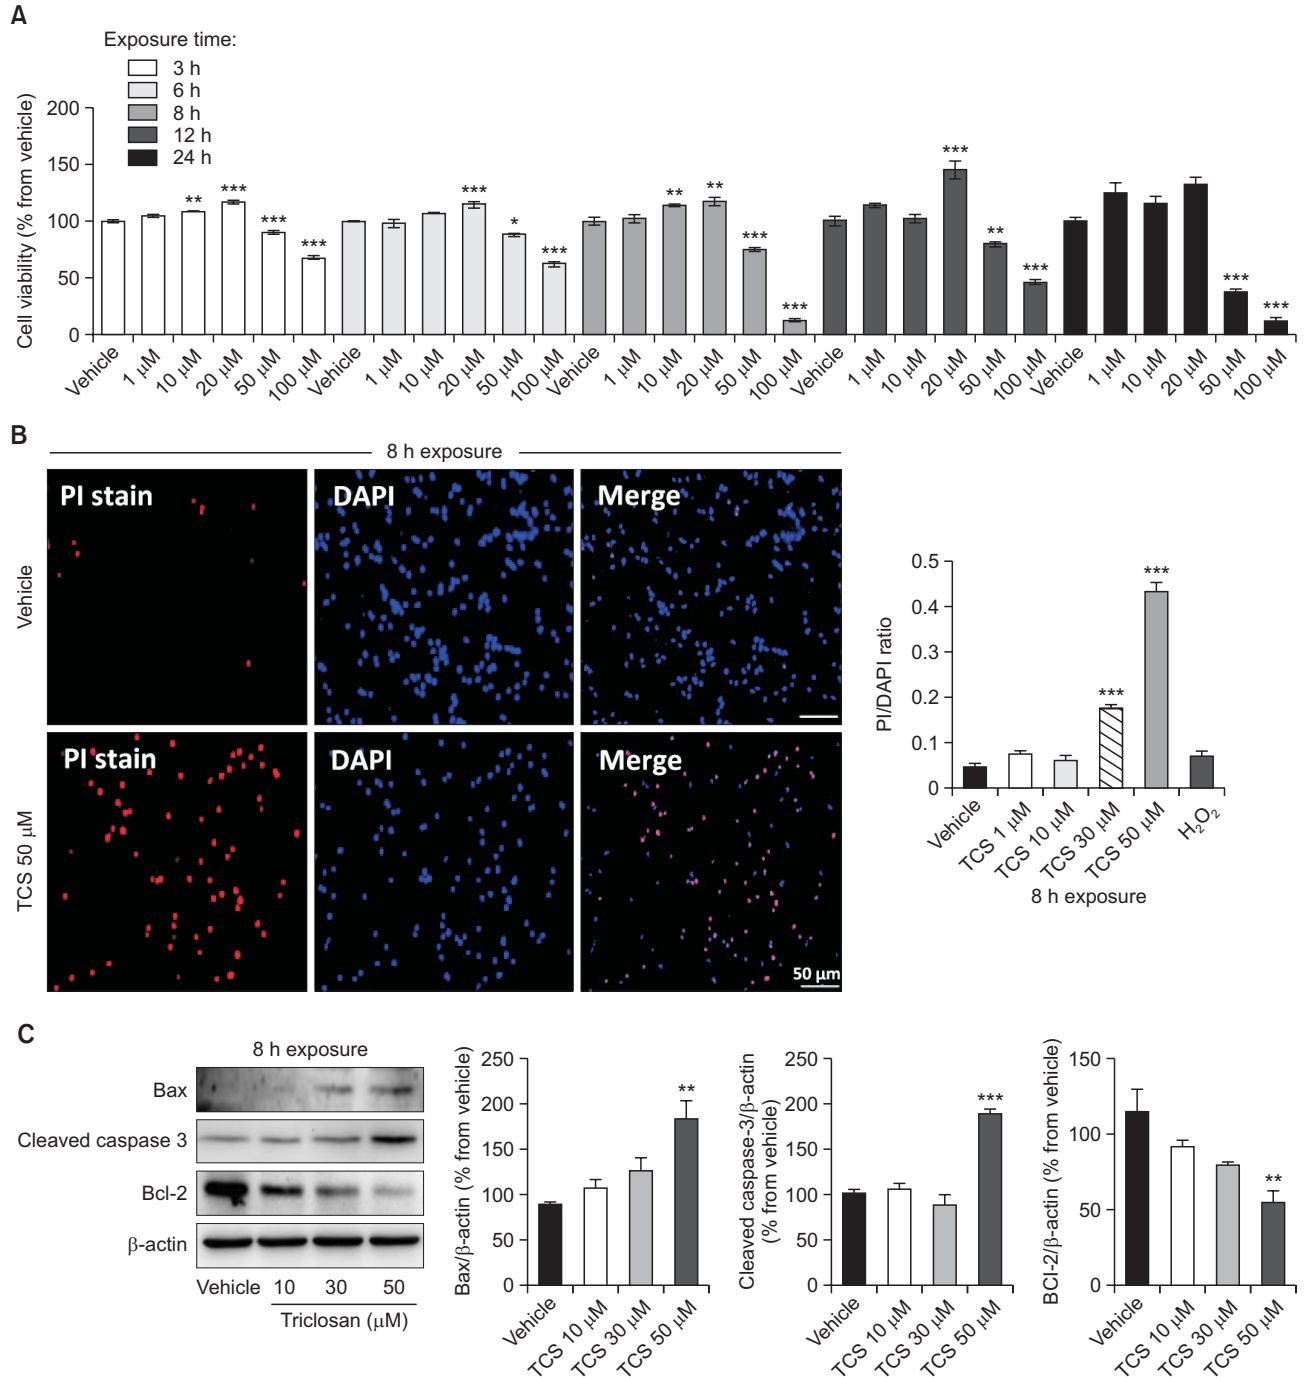 A
Exposure time:
3 h
6 h
8 h
12 h
24 h
Cell viability (% from vehicle)
200
150
100
50
0
** *** *** *** *** * *** ** ** *** *** *** ** *** *** ***
Vehicle 1 µM 10 µM 20 µM 50 µM 100 µM Vehicle 1 µM 10 µM 20 µM 50 µM 100 µM Vehicle 1 µM 10 µM 20 µM 50 µM 100 µM Vehicle 1 µM 10 µM 20 µM 50 µM 100 µM Vehicle 1 µM 10 µM 20 µM 50 µM 100 µM
B
8 h exposure
Vehicle
PI stain DAPI Merge
TCS 50 µM
PI stain DAPI Merge
50 µm
PI/DAPI ratio
0.5
0.4
0.3
0.2
0.1
0
*** ***
Vehicle TCS 1 µM TCS 10 µM TCS 30 µM TCS 50 µM H₂O₂
8 h exposure
C
8 h exposure
Bax
Cleaved caspase 3
Bcl-2
β-actin
Vehicle 10 30 50
Triclosan (µM)
Bax/β-actin (% from vehicle)
250
200
150
100
50
0
**
Vehicle TCS 10 µM TCS 30 µM TCS 50 µM
Cleaved caspase-3/β-actin
(% from vehicle)
250
200
150
100
50
0
***
Vehicle TCS 10 µM TCS 30 µM TCS 50 µM
BCl-2/β-actin (% from vehicle)
150
100
50
0
**
Vehicle TCS 10 µM TCS 30 µM TCS 50 µM